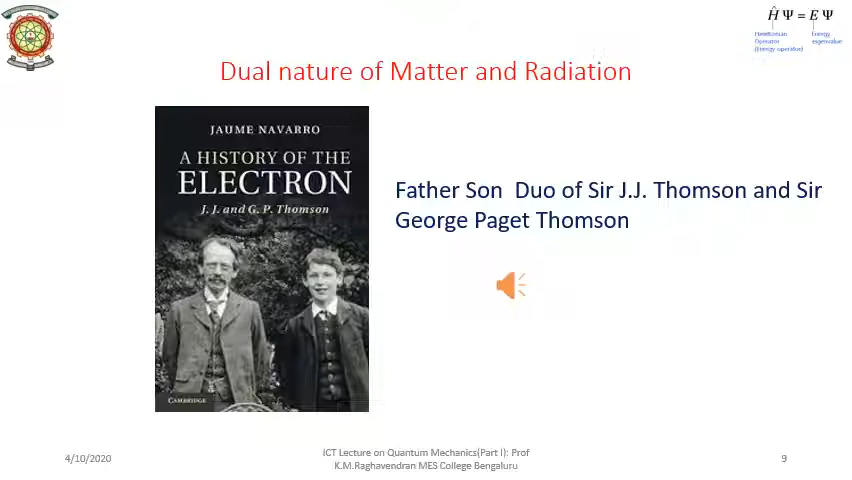 Ĥ Ψ = E Ψ
Hamiltonian Energy
Operator eigenvalue
(Energy operator)
Dual nature of Matter and Radiation
JAUME NAVARRO
A HISTORY OF THE
ELECTRON
J. J. and G. P. Thomson
CAMBRIDGE
Father Son Duo of Sir J.J. Thomson and Sir
George Paget Thomson
4/10/2020
ICT Lecture on Quantum Mechanics(Part I): Prof
K.M.Raghavendran MES College Bengaluru
9